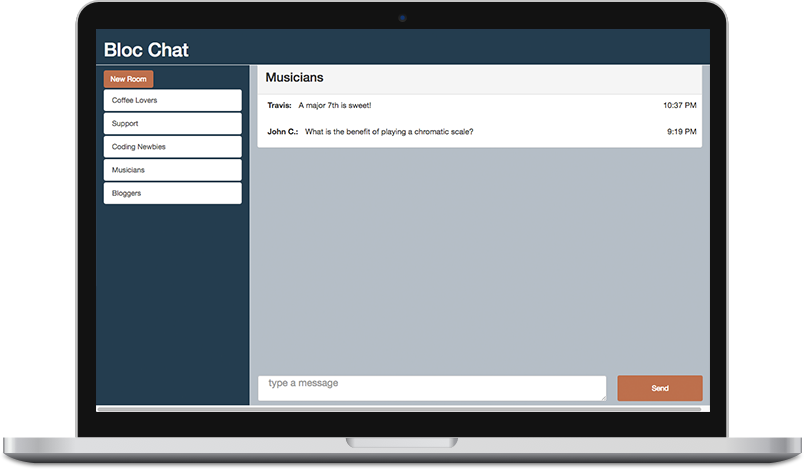 Bloc Chat
New Room
Coffee Lovers
Support
Coding Newbies
Musicians
Bloggers
Musicians
Travis: A major 7th is sweet! 10:37 PM
John C.: What is the benefit of playing a chromatic scale? 9:19 PM
type a message
Send